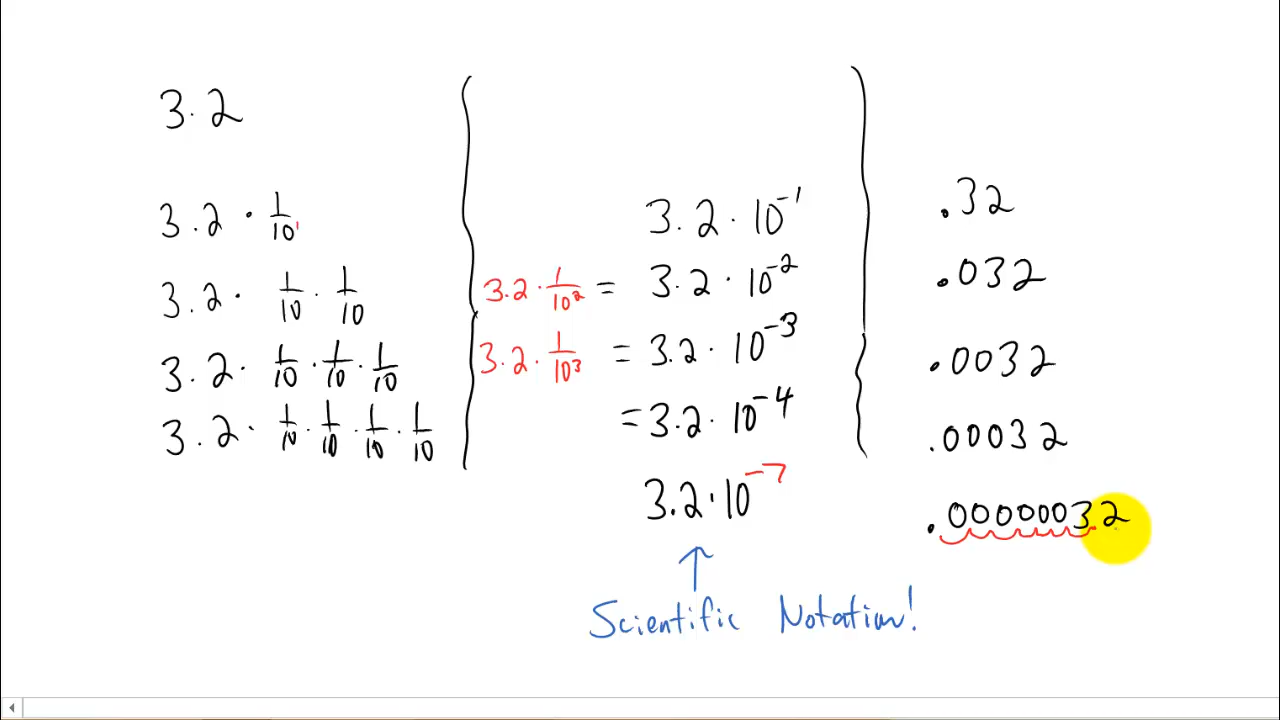 3.2
3.2 · 1/10¹ 3.2 · 10⁻¹ .32
3.2 · 1/10 · 1/10 3.2 · 1/10² = 3.2 · 10⁻² .032
3.2 · 1/10 · 1/10 · 1/10 3.2 · 1/10³ = 3.2 · 10⁻³ .0032
3.2 · 1/10 · 1/10 · 1/10 · 1/10 = 3.2 · 10⁻⁴ .00032
3.2 · 10⁻⁷ .00000032
Scientific Notation!